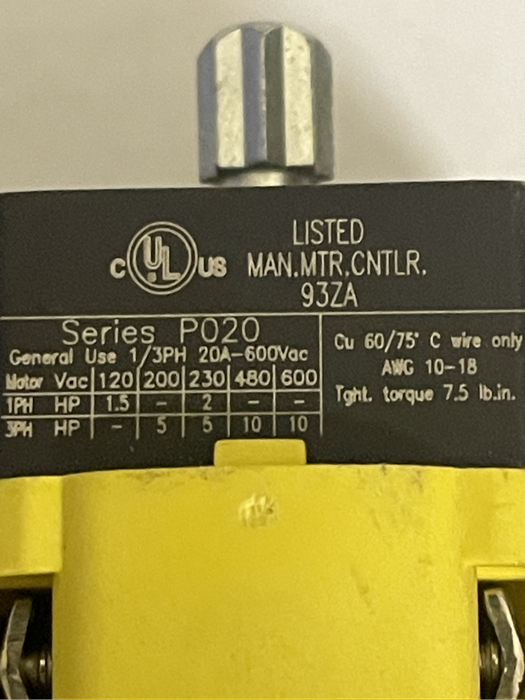 C UL US
LISTED
MAN.MTR.CNTLR.
93ZA
Series P020
General Use 1/3PH 20A-600Vac
Motor Vac 120 200 230 480 600
1PH HP 1.5 - 2 - -
3PH HP - 5 5 10 10
Cu 60/75° C wire only
AWG 10-18
Tght. torque 7.5 lb.in.